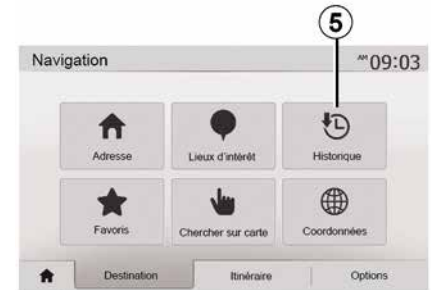 5
Navigation AM 09:03
Adresse Lieux d'intérêt Historique
Favoris Chercher sur carte Coordonnées
Destination Itinéraire Options